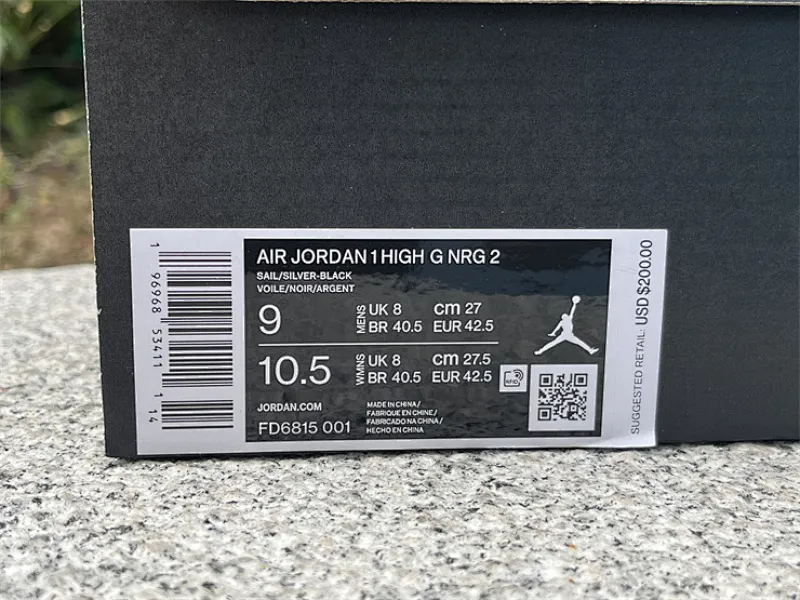 1 96968 53411 14
AIR JORDAN 1 HIGH G NRG 2
SAIL/SILVER-BLACK
VOILE/NOIR/ARGENT
9 MENS UK 8 cm 27
BR 40.5 EUR 42.5
10.5 WMNS UK 8 cm 27.5
BR 40.5 EUR 42.5
RFID
JORDAN.COM
FD6815 001
MADE IN CHINA/
FABRIQUE EN CHINE/
FABRICADO NA CHINA/
HECHO EN CHINA
SUGGESTED RETAIL: USD $200.00